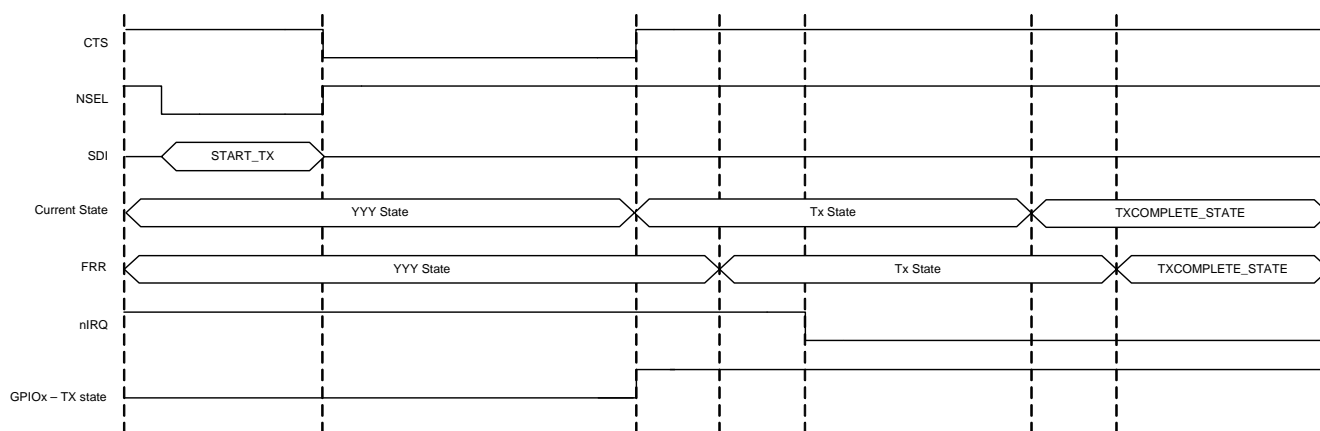 CTS
NSEL
SDI
START_TX
Current State
YYY State
Tx State
TXCOMPLETE_STATE
FRR
YYY State
Tx State
TXCOMPLETE_STATE
nIRQ
GPIOx – TX state